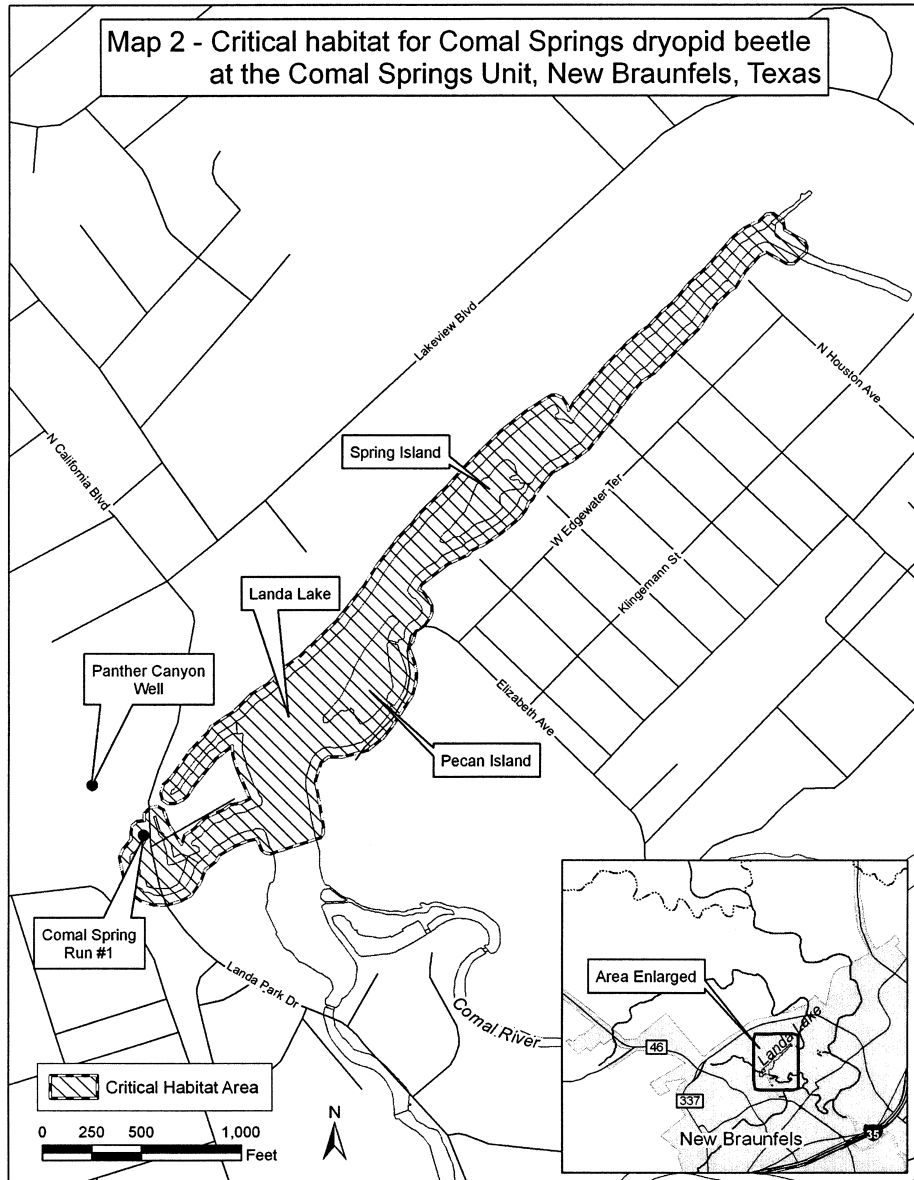 Map 2 - Critical habitat for Comal Springs dryopid beetle
at the Comal Springs Unit, New Braunfels, Texas
Lakeview Blvd
N Houston Ave
N California Blvd
Spring Island
W Edgewater Ter
Klingemann St
Landa Lake
Panther Canyon
Well
Elizabeth Ave
Pecan Island
Comal Spring
Run #1
Landa Park Dr
Comal River
Area Enlarged
Landa Lake
46
337
New Braunfels
35
Critical Habitat Area
0 250 500 1,000
Feet
N